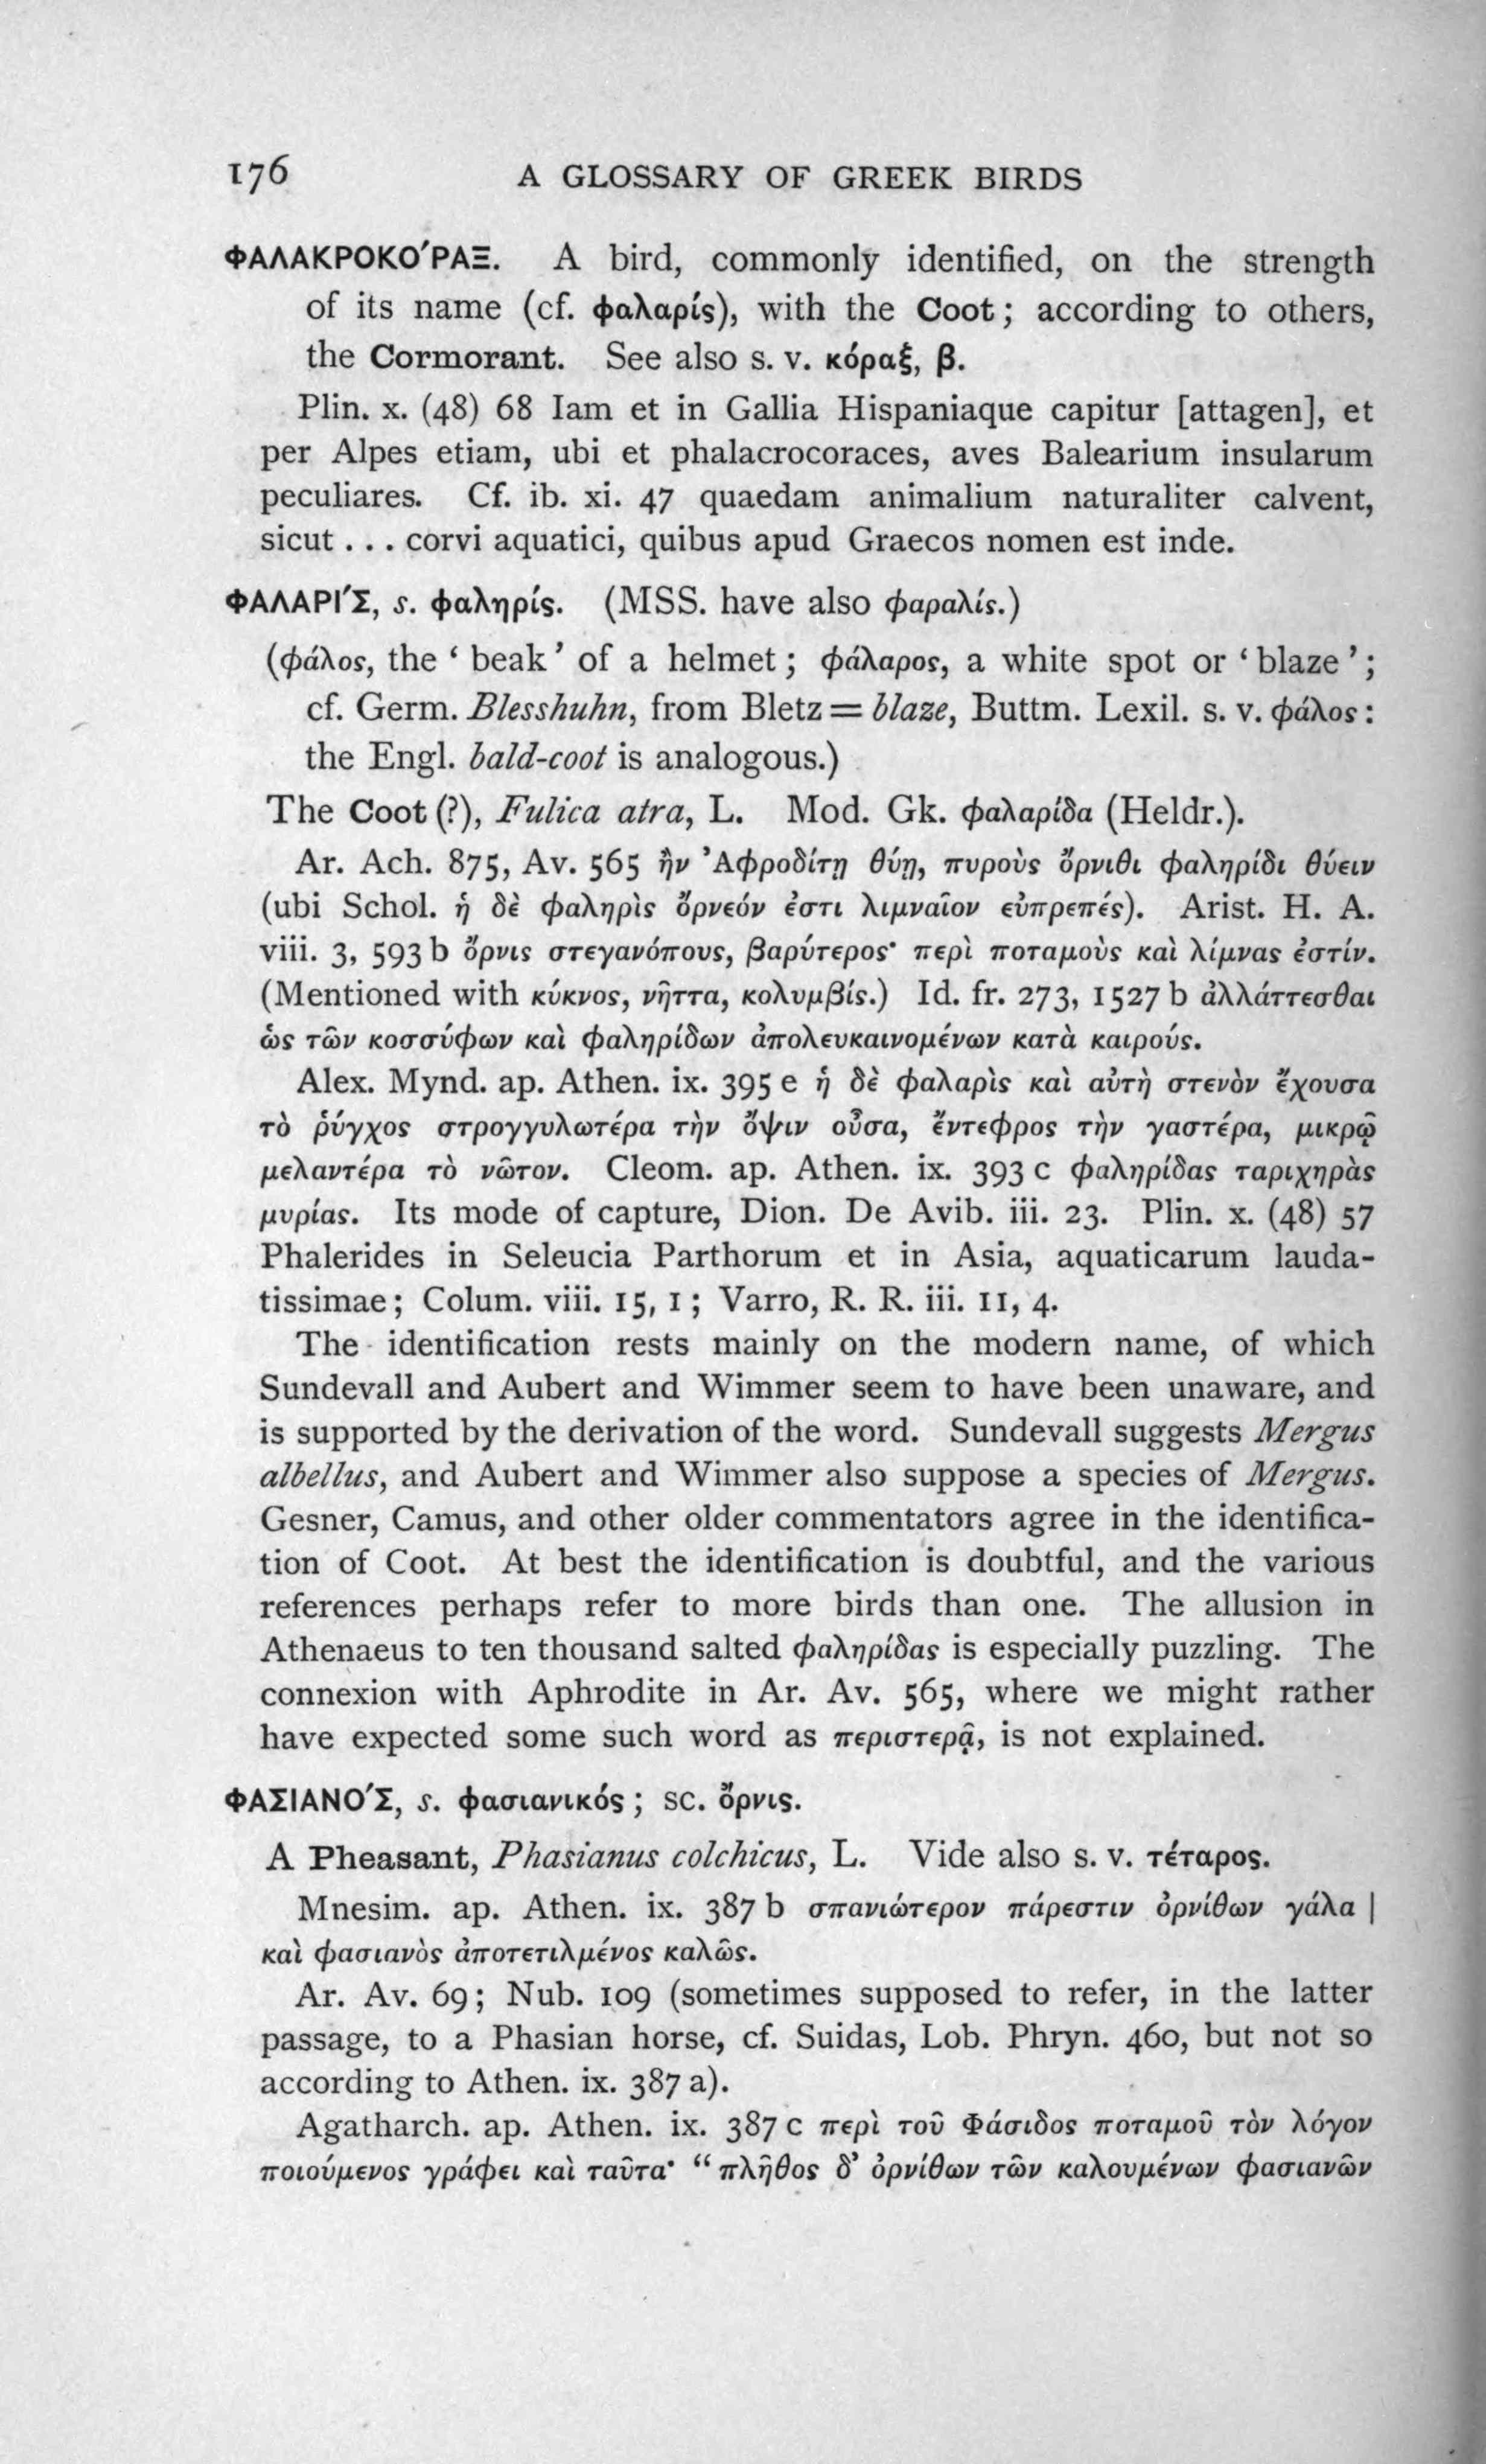 176 A GLOSSARY OF GREEK BIRDS
ΦΑΛΑΚΡΟΚΟ´ΡΑΞ. A bird, commonly identified, on the strength
of its name (cf. φαλαρίς), with the Coot; according to others,
the Cormorant. See also s. v. κόραξ, β.
Plin. x. (48) 68 Iam et in Gallia Hispaniaque capitur [attagen], et
per Alpes etiam, ubi et phalacrocoraces, aves Balearium insularum
peculiares. Cf. ib. xi. 47 quaedam animalium naturaliter calvent,
sicut . . . corvi aquatici, quibus apud Graecos nomen est inde.
ΦΑΛΑΡΙ´Σ, s. φαληρίς. (MSS. have also φαραλίς.)
(φάλος, the ‘ beak ’ of a helmet; φάλαρος, a white spot or ‘ blaze ’;
cf. Germ. Blesshuhn, from Bletz = blaze, Buttm. Lexil. s. v. φάλος:
the Engl. bald-coot is analogous.)
The Coot (?), Fulica atra, L. Mod. Gk. φαλαρίδα (Heldr.).
Ar. Ach. 875, Av. 565 ἢν Ἀφροδίτῃ θύῃ, πυροὺς ὄρνιθι φαληρίδι θύειν
(ubi Schol. ἡ δὲ φαληρὶς ὄρνεόν ἐστι λιμναῖον εὐπρεπές). Arist. H. A.
viii. 3, 593 b ὄρνις στεγανόπους, βαρύτερος· περὶ ποταμοὺς καὶ λίμνας ἐστίν.
(Mentioned with κύκνος, νῆττα, κολυμβίς.) Id. fr. 273, 1527 b ἀλλάττεσθαι
ὡς τῶν κοσσύφων καὶ φαληρίδων ἀπολευκαινομένων κατὰ καιρούς.
Alex. Mynd. ap. Athen. ix. 395 e ἡ δὲ φαλαρὶς καὶ αὐτὴ στενὸν ἔχουσα
τὸ ῥύγχος στρογγυλωτέρα τὴν ὄψιν οὖσα, ἔντεφρος τὴν γαστέρα, μικρῷ
μελαντέρα τὸ νῶτον. Cleom. ap. Athen. ix. 393 c φαληρίδας ταριχηρὰς
μυρίας. Its mode of capture, Dion. De Avib. iii. 23. Plin. x. (48) 57
Phalerides in Seleucia Parthorum et in Asia, aquaticarum lauda-
tissimae; Colum. viii. 15, 1; Varro, R. R. iii. 11, 4.
The identification rests mainly on the modern name, of which
Sundevall and Aubert and Wimmer seem to have been unaware, and
is supported by the derivation of the word. Sundevall suggests Mergus
albellus, and Aubert and Wimmer also suppose a species of Mergus.
Gesner, Camus, and other older commentators agree in the identifica-
tion of Coot. At best the identification is doubtful, and the various
references perhaps refer to more birds than one. The allusion in
Athenaeus to ten thousand salted φαληρίδας is especially puzzling. The
connexion with Aphrodite in Ar. Av. 565, where we might rather
have expected some such word as περιστερᾷ, is not explained.
ΦΑΣΙΑΝΟ´Σ, s. φασιανικός; sc. ὄρνις.
A Pheasant, Phasianus colchicus, L. Vide also s. v. τέταρος.
Mnesim. ap. Athen. ix. 387 b σπανιώτερον πάρεστιν ὀρνίθων γάλα |
καὶ φασιανὸς ἀποτετιλμένος καλῶς.
Ar. Av. 69; Nub. 109 (sometimes supposed to refer, in the latter
passage, to a Phasian horse, cf. Suidas, Lob. Phryn. 460, but not so
according to Athen. ix. 387 a).
Agatharch. ap. Athen. ix. 387 c περὶ τοῦ Φάσιδος ποταμοῦ τὸν λόγον
ποιούμενος γράφει καὶ ταῦτα· “ πλῆθος δ’ ὀρνίθων τῶν καλουμένων φασιανῶν